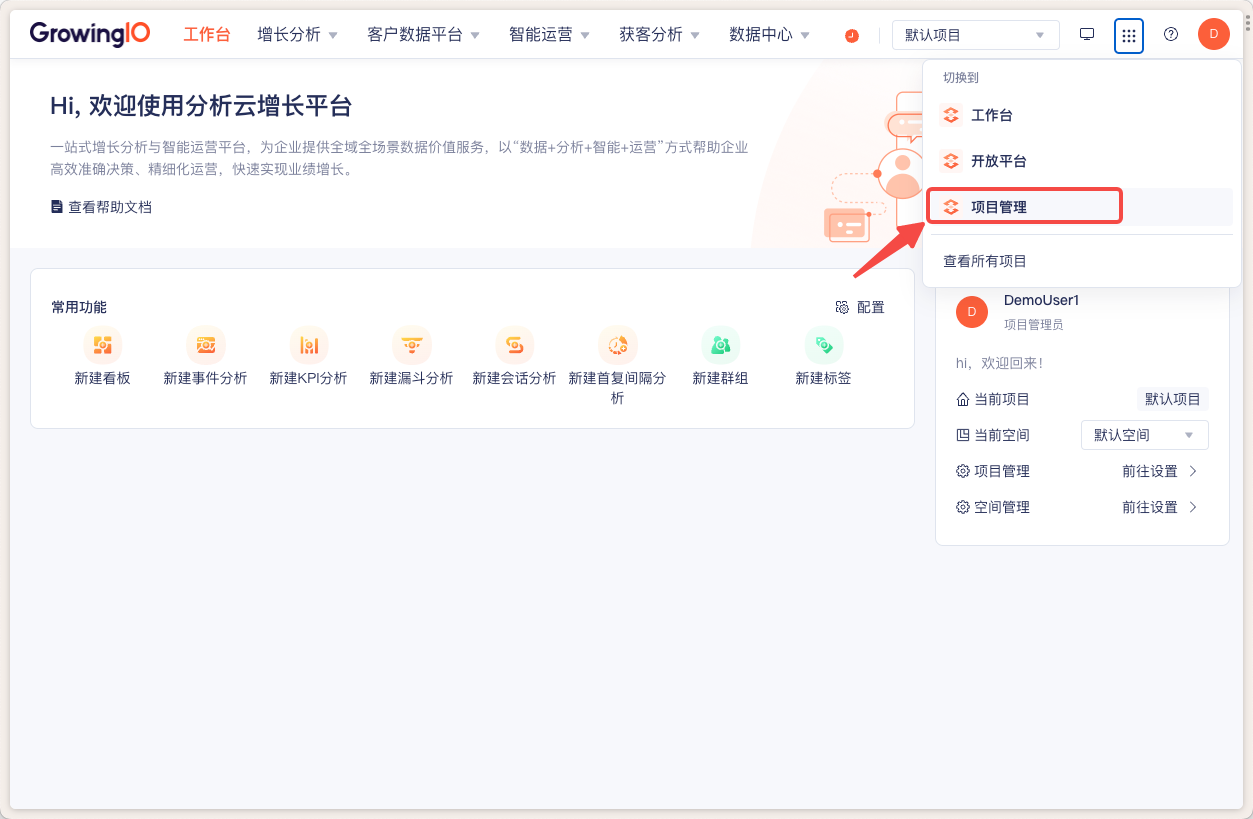 GrowingIO 工作台 增长分析 客户数据平台 智能运营 获客分析 数据中心 默认项目 D
切换到
工作台
开放平台
项目管理
查看所有项目
Hi, 欢迎使用分析云增长平台
一站式增长分析与智能运营平台，为企业提供全域全场景数据价值服务，以“数据+分析+智能+运营”方式帮助企业
高效准确决策、精细化运营，快速实现业绩增长。
查看帮助文档
常用功能 配置
新建看板 新建事件分析 新建KPI分析 新建漏斗分析 新建会话分析 新建首复间隔分 新建群组 新建标签
析
D DemoUser1
项目管理员
hi，欢迎回来！
当前项目 默认项目
当前空间 默认空间
项目管理 前往设置
空间管理 前往设置